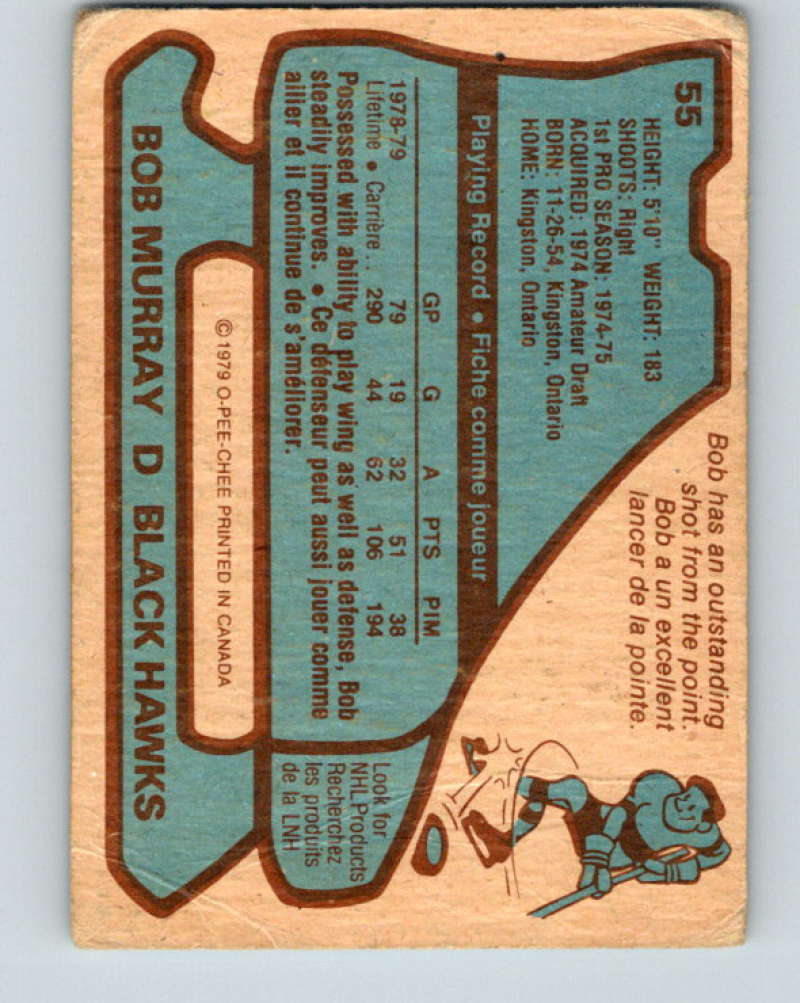 55
HEIGHT: 5'10" WEIGHT: 183
SHOOTS: Right
1st PRO SEASON: 1974-75
ACQUIRED: 1974 Amateur Draft
BORN: 11-26-54, Kingston, Ontario
HOME: Kingston, Ontario
Bob has an outstanding
shot from the point.
Bob a un excellent
lancer de la pointe.
Playing Record • Fiche comme joueur
GP G A PTS PIM
1978-79 79 19 32 51 38
Lifetime • Carrière .. 290 44 62 106 194
Possessed with ability to play wing as well as defense, Bob
steadily improves. • Ce défenseur peut aussi jouer comme
ailier et il continue de s'améliorer.
Look for
NHL Products
Recherchez
les produits
de la LNH
© 1979 O-PEE-CHEE PRINTED IN CANADA
BOB MURRAY D BLACK HAWKS